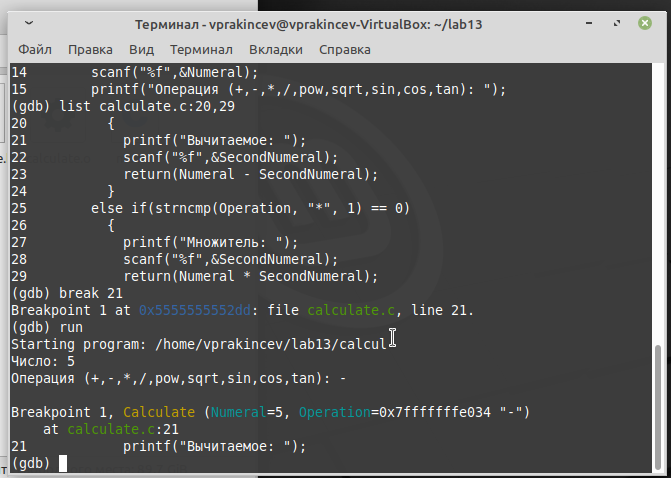 Терминал - vprakincev@vprakincev-VirtualBox: ~/lab13
Файл Правка Вид Терминал Вкладки Справка
14        scanf("%f",&Numeral);
15        printf("Операция (+,-,*,/,pow,sqrt,sin,cos,tan): ");
(gdb) list calculate.c:20,29
20          {
21            printf("Вычитаемое: ");
22            scanf("%f",&SecondNumeral);
23            return(Numeral - SecondNumeral);
24          }
25        else if(strncmp(Operation, "*", 1) == 0)
26          {
27            printf("Множитель: ");
28            scanf("%f",&SecondNumeral);
29            return(Numeral * SecondNumeral);
(gdb) break 21
Breakpoint 1 at 0x5555555552dd: file calculate.c, line 21.
(gdb) run
Starting program: /home/vprakincev/lab13/calcul
Число: 5
Операция (+,-,*,/,pow,sqrt,sin,cos,tan): -
Breakpoint 1, Calculate (Numeral=5, Operation=0x7fffffffe034 "-")
    at calculate.c:21
21            printf("Вычитаемое: ");
(gdb)